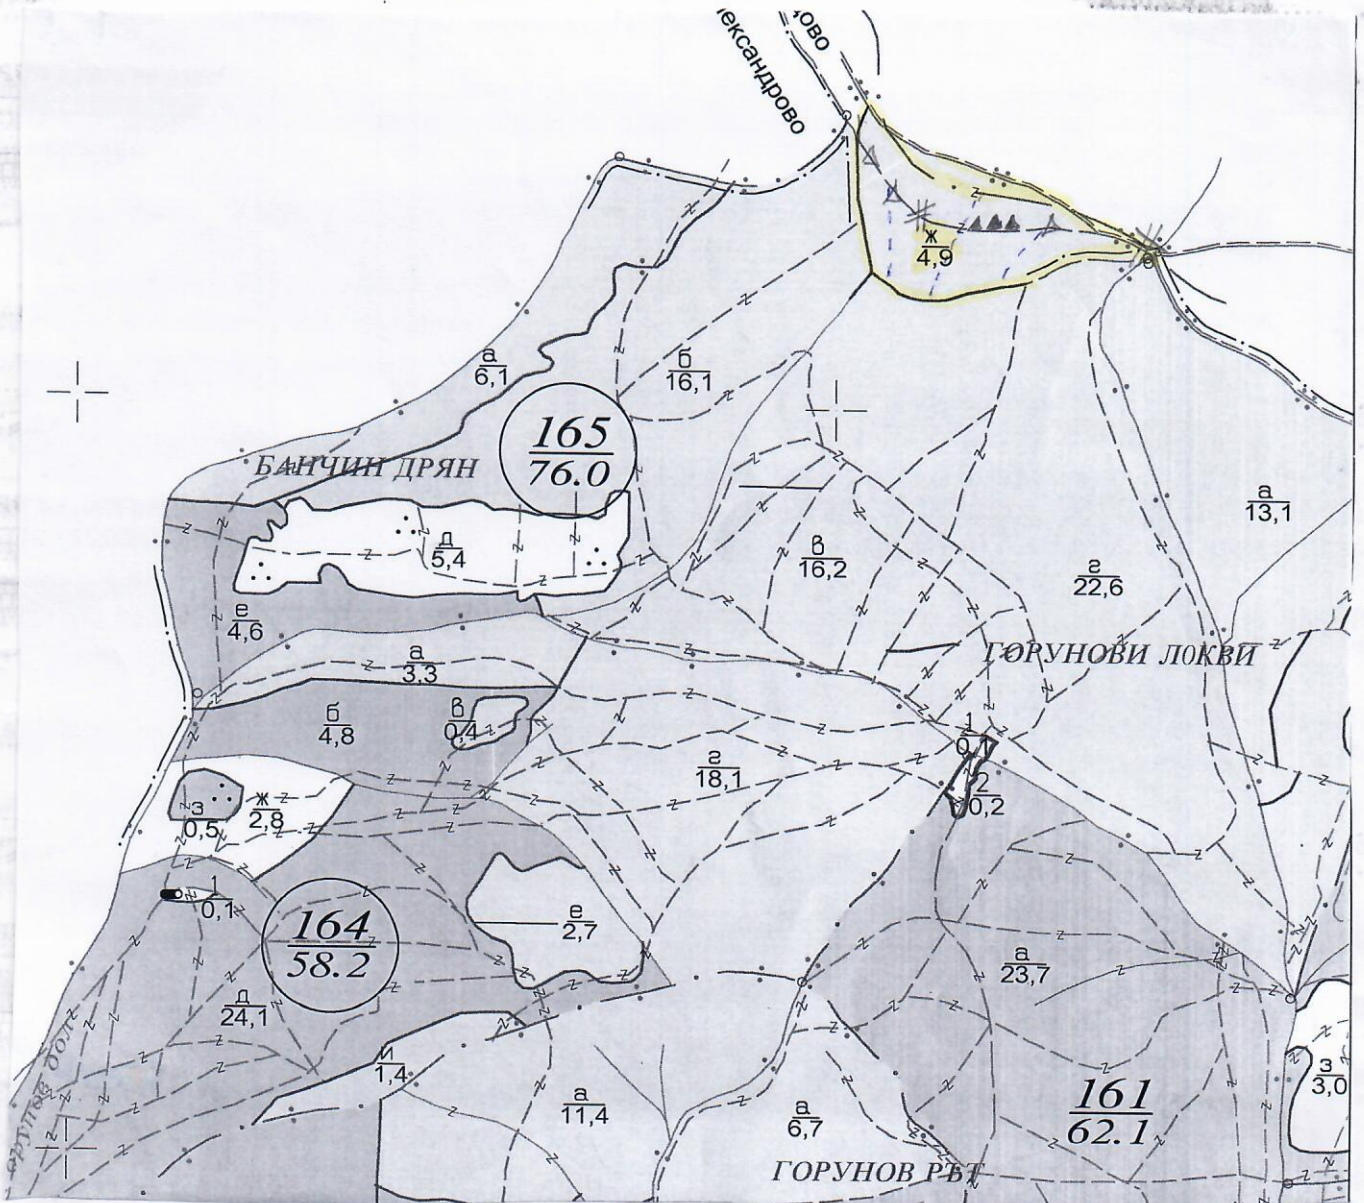 ександрово
ово
ж
4,9
а
6,1
б
16,1
165
76.0
БАНЧИН ДРЯН
а
13,1
д
5,4
в
16,2
г
22,6
е
4,6
ГОРУНОВИ ЛОКВИ
а
3,3
б
4,8
в
0,4
1
0,1
г
18,1
2
0,2
з
0,5
ж
2,8
1
0,1
164
58.2
е
2,7
а
23,7
д
24,1
и
1,4
з
3,0
а
11,4
а
6,7
161
62.1
ГОРУНОВ РЪТ
дол